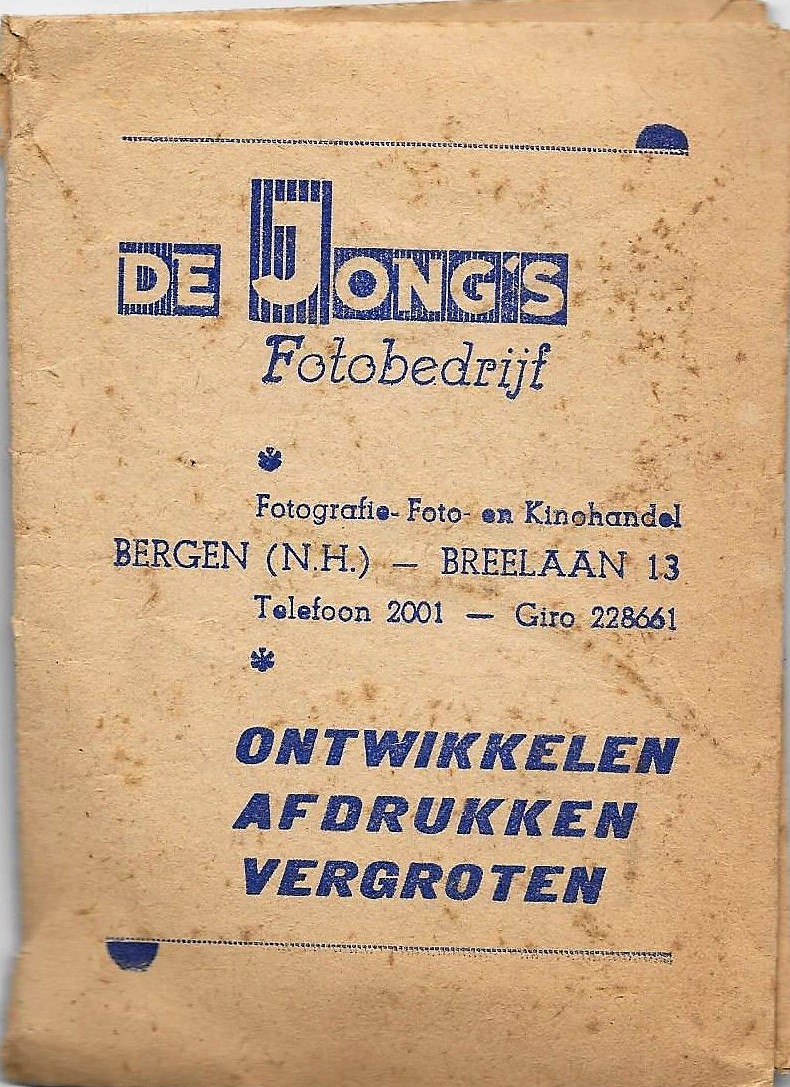 DE JONG'S
Fotobedrijf
Fotografie- Foto- en Kinohandel
BERGEN (N.H.) — BREELAAN 13
Telefoon 2001 — Giro 228661
ONTWIKKELEN
AFDRUKKEN
VERGROTEN